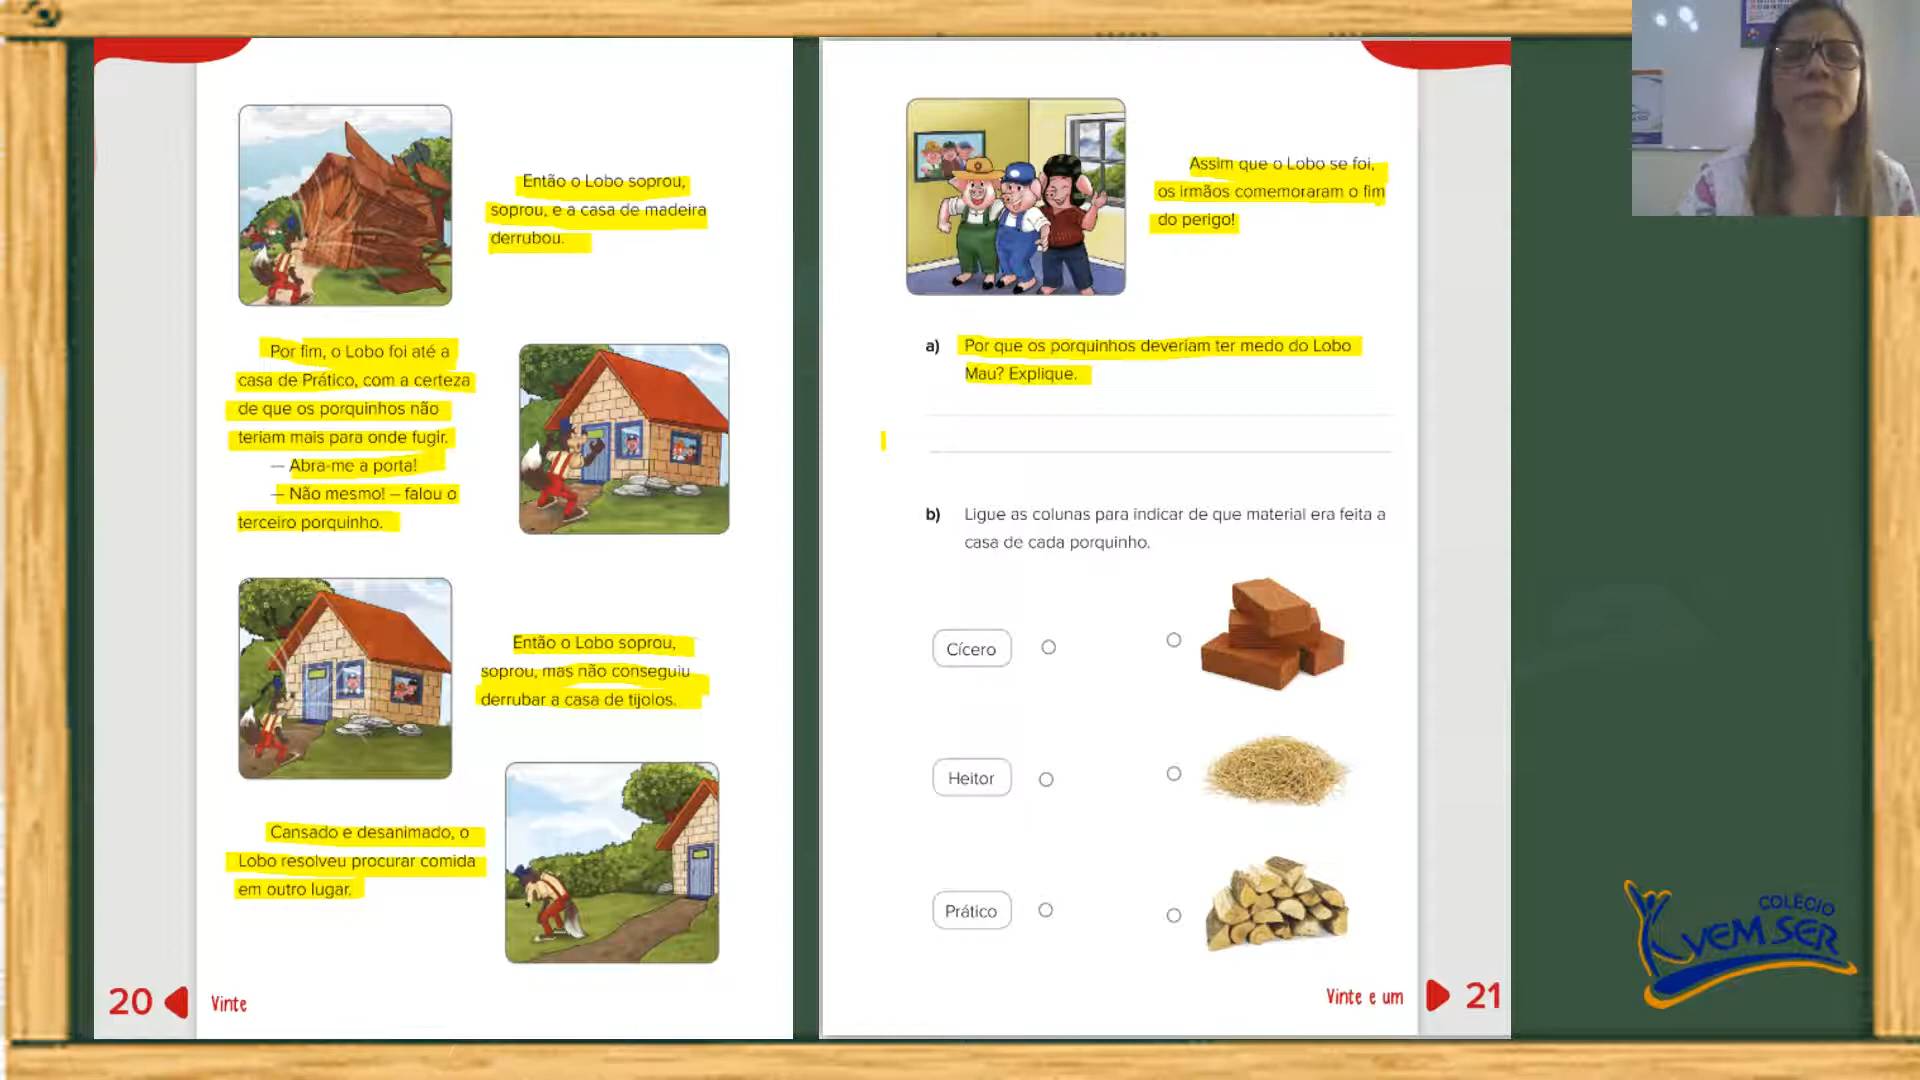 Então o Lobo soprou,
soprou, e a casa de madeira
derrubou.
Por fim, o Lobo foi até a
casa de Prático, com a certeza
de que os porquinhos não
teriam mais para onde fugir.
— Abra-me a porta!
— Não mesmo! – falou o
terceiro porquinho.
Então o Lobo soprou,
soprou, mas não conseguiu
derrubar a casa de tijolos.
Cansado e desanimado, o
Lobo resolveu procurar comida
em outro lugar.
20 Vinte
Assim que o Lobo se foi,
os irmãos comemoraram o fim
do perigo!
a) Por que os porquinhos deveriam ter medo do Lobo
Mau? Explique.
b) Ligue as colunas para indicar de que material era feita a
casa de cada porquinho.
Cícero
Heitor
Prático
Vinte e um 21
COLÉGIO
VEM SER